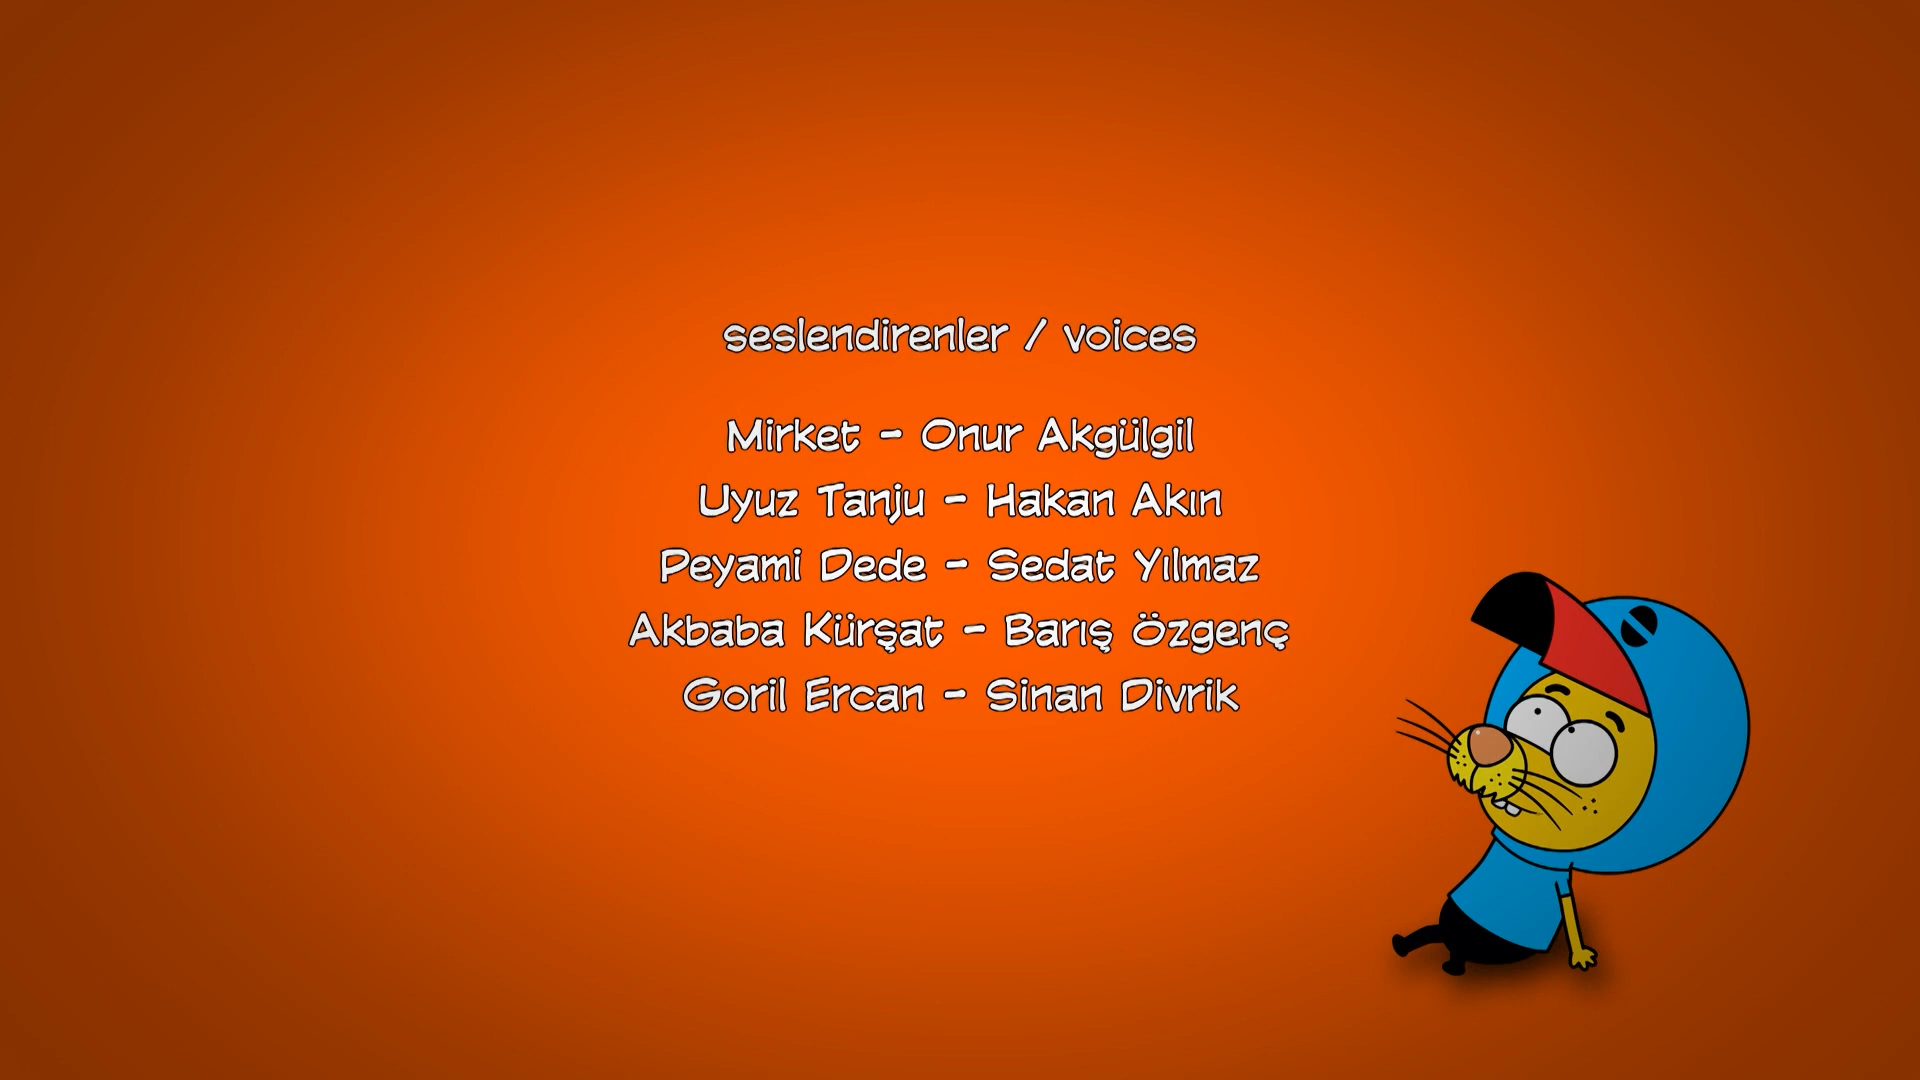 seslendirenler / voices
Mirket - Onur Akgülgil
Uyuz Tanju - Hakan Akın
Peyami Dede - Sedat Yılmaz
Akbaba Kürşat - Barış Özgenç
Goril Ercan - Sinan Divrik